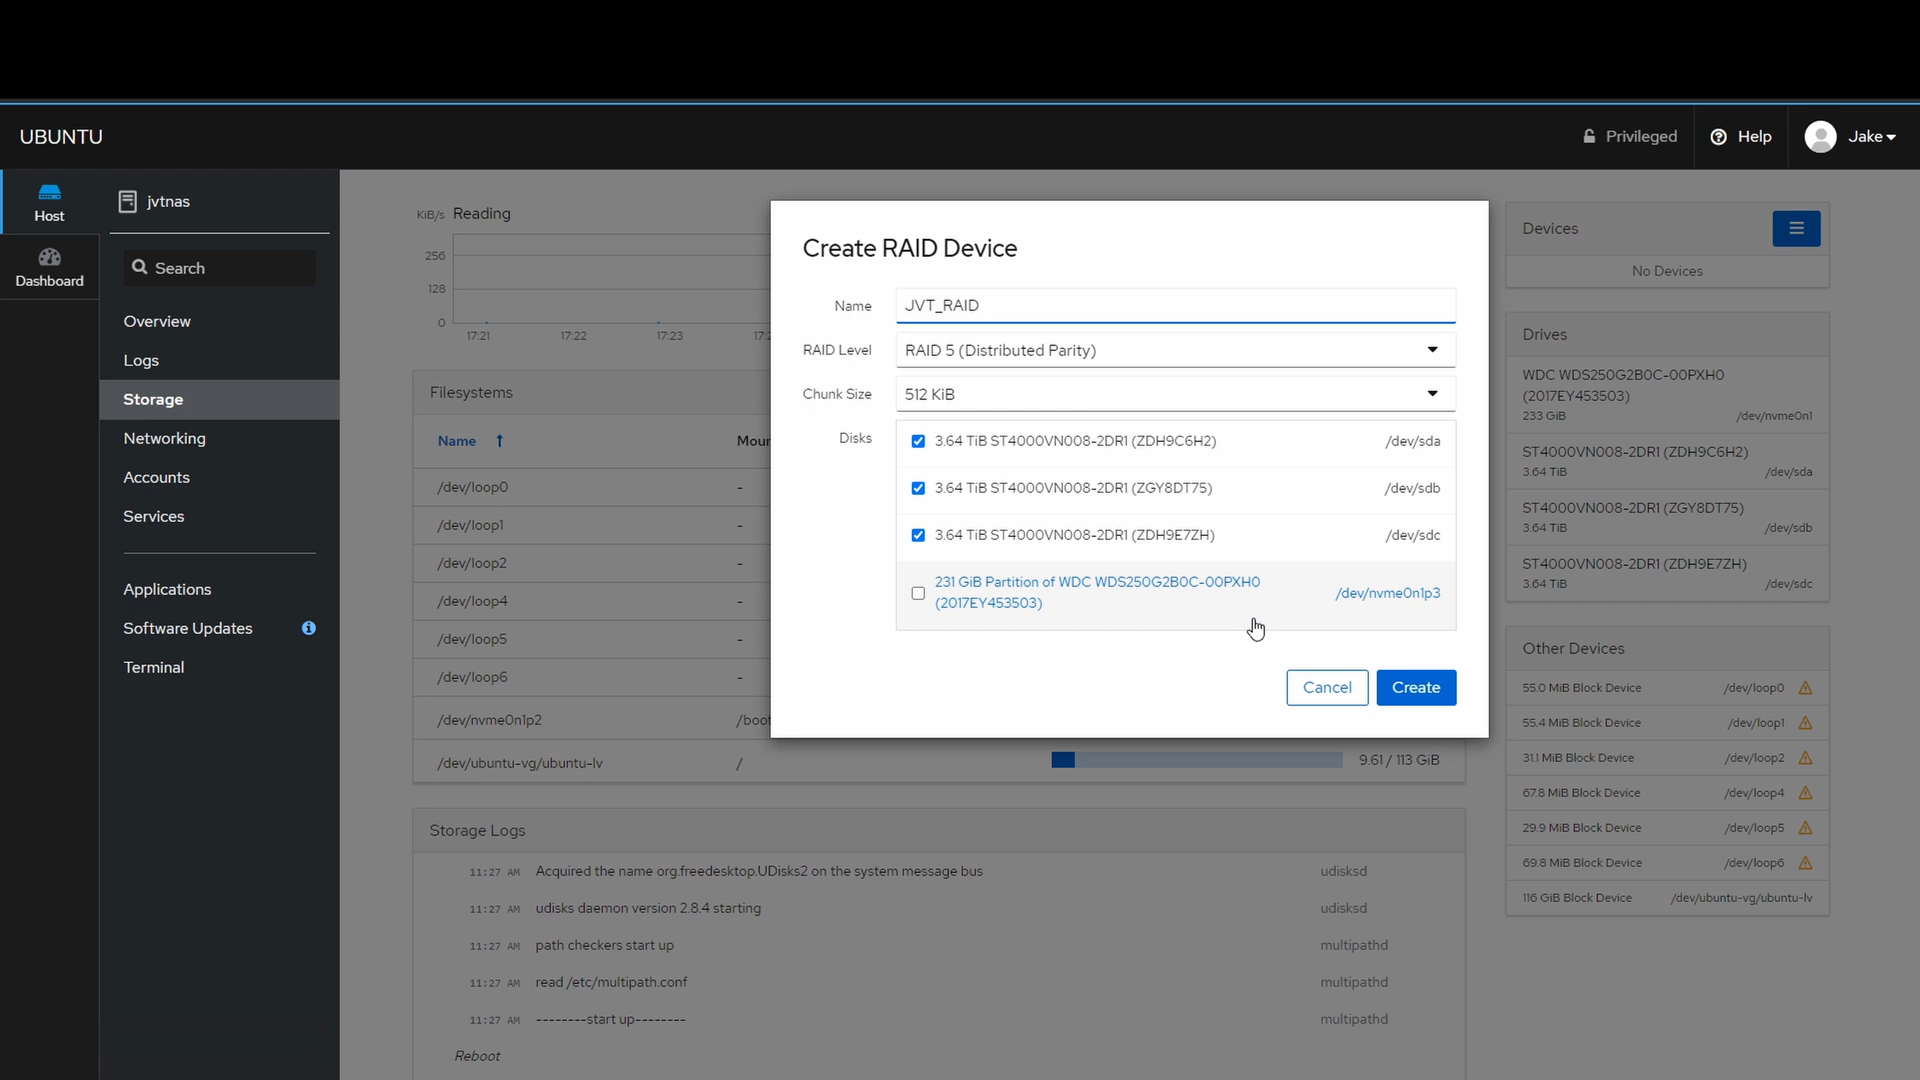 UBUNTU
Privileged
Help
Jake
Host
Dashboard
jvtnas
Search
Overview
Logs
Storage
Networking
Accounts
Services
Applications
Software Updates
Terminal
KiB/s Reading
256
128
0
17:21 17:22 17:23 17:2
Filesystems
Name Moun
/dev/loop0 -
/dev/loop1 -
/dev/loop2 -
/dev/loop4 -
/dev/loop5 -
/dev/loop6 -
/dev/nvme0n1p2 /boot
/dev/ubuntu-vg/ubuntu-lv / 9.61 / 113 GiB
Storage Logs
11:27 AM Acquired the name org.freedesktop.UDisks2 on the system message bus udisksd
11:27 AM udisks daemon version 2.8.4 starting udisksd
11:27 AM path checkers start up multipathd
11:27 AM read /etc/multipath.conf multipathd
11:27 AM --------start up-------- multipathd
Reboot
Create RAID Device
Name JVT_RAID
RAID Level RAID 5 (Distributed Parity)
Chunk Size 512 KiB
Disks 3.64 TiB ST4000VN008-2DR1 (ZDH9C6H2) /dev/sda
3.64 TiB ST4000VN008-2DR1 (ZGY8DT75) /dev/sdb
3.64 TiB ST4000VN008-2DR1 (ZDH9E7ZH) /dev/sdc
231 GiB Partition of WDC WDS250G2B0C-00PXH0
(2017EY453503) /dev/nvme0n1p3
Cancel Create
Devices
No Devices
Drives
WDC WDS250G2B0C-00PXH0
(2017EY453503)
233 GiB /dev/nvme0n1
ST4000VN008-2DR1 (ZDH9C6H2)
3.64 TiB /dev/sda
ST4000VN008-2DR1 (ZGY8DT75)
3.64 TiB /dev/sdb
ST4000VN008-2DR1 (ZDH9E7ZH)
3.64 TiB /dev/sdc
Other Devices
55.0 MiB Block Device /dev/loop0
55.4 MiB Block Device /dev/loop1
31.1 MiB Block Device /dev/loop2
67.8 MiB Block Device /dev/loop4
29.9 MiB Block Device /dev/loop5
69.8 MiB Block Device /dev/loop6
116 GiB Block Device /dev/ubuntu-vg/ubuntu-lv